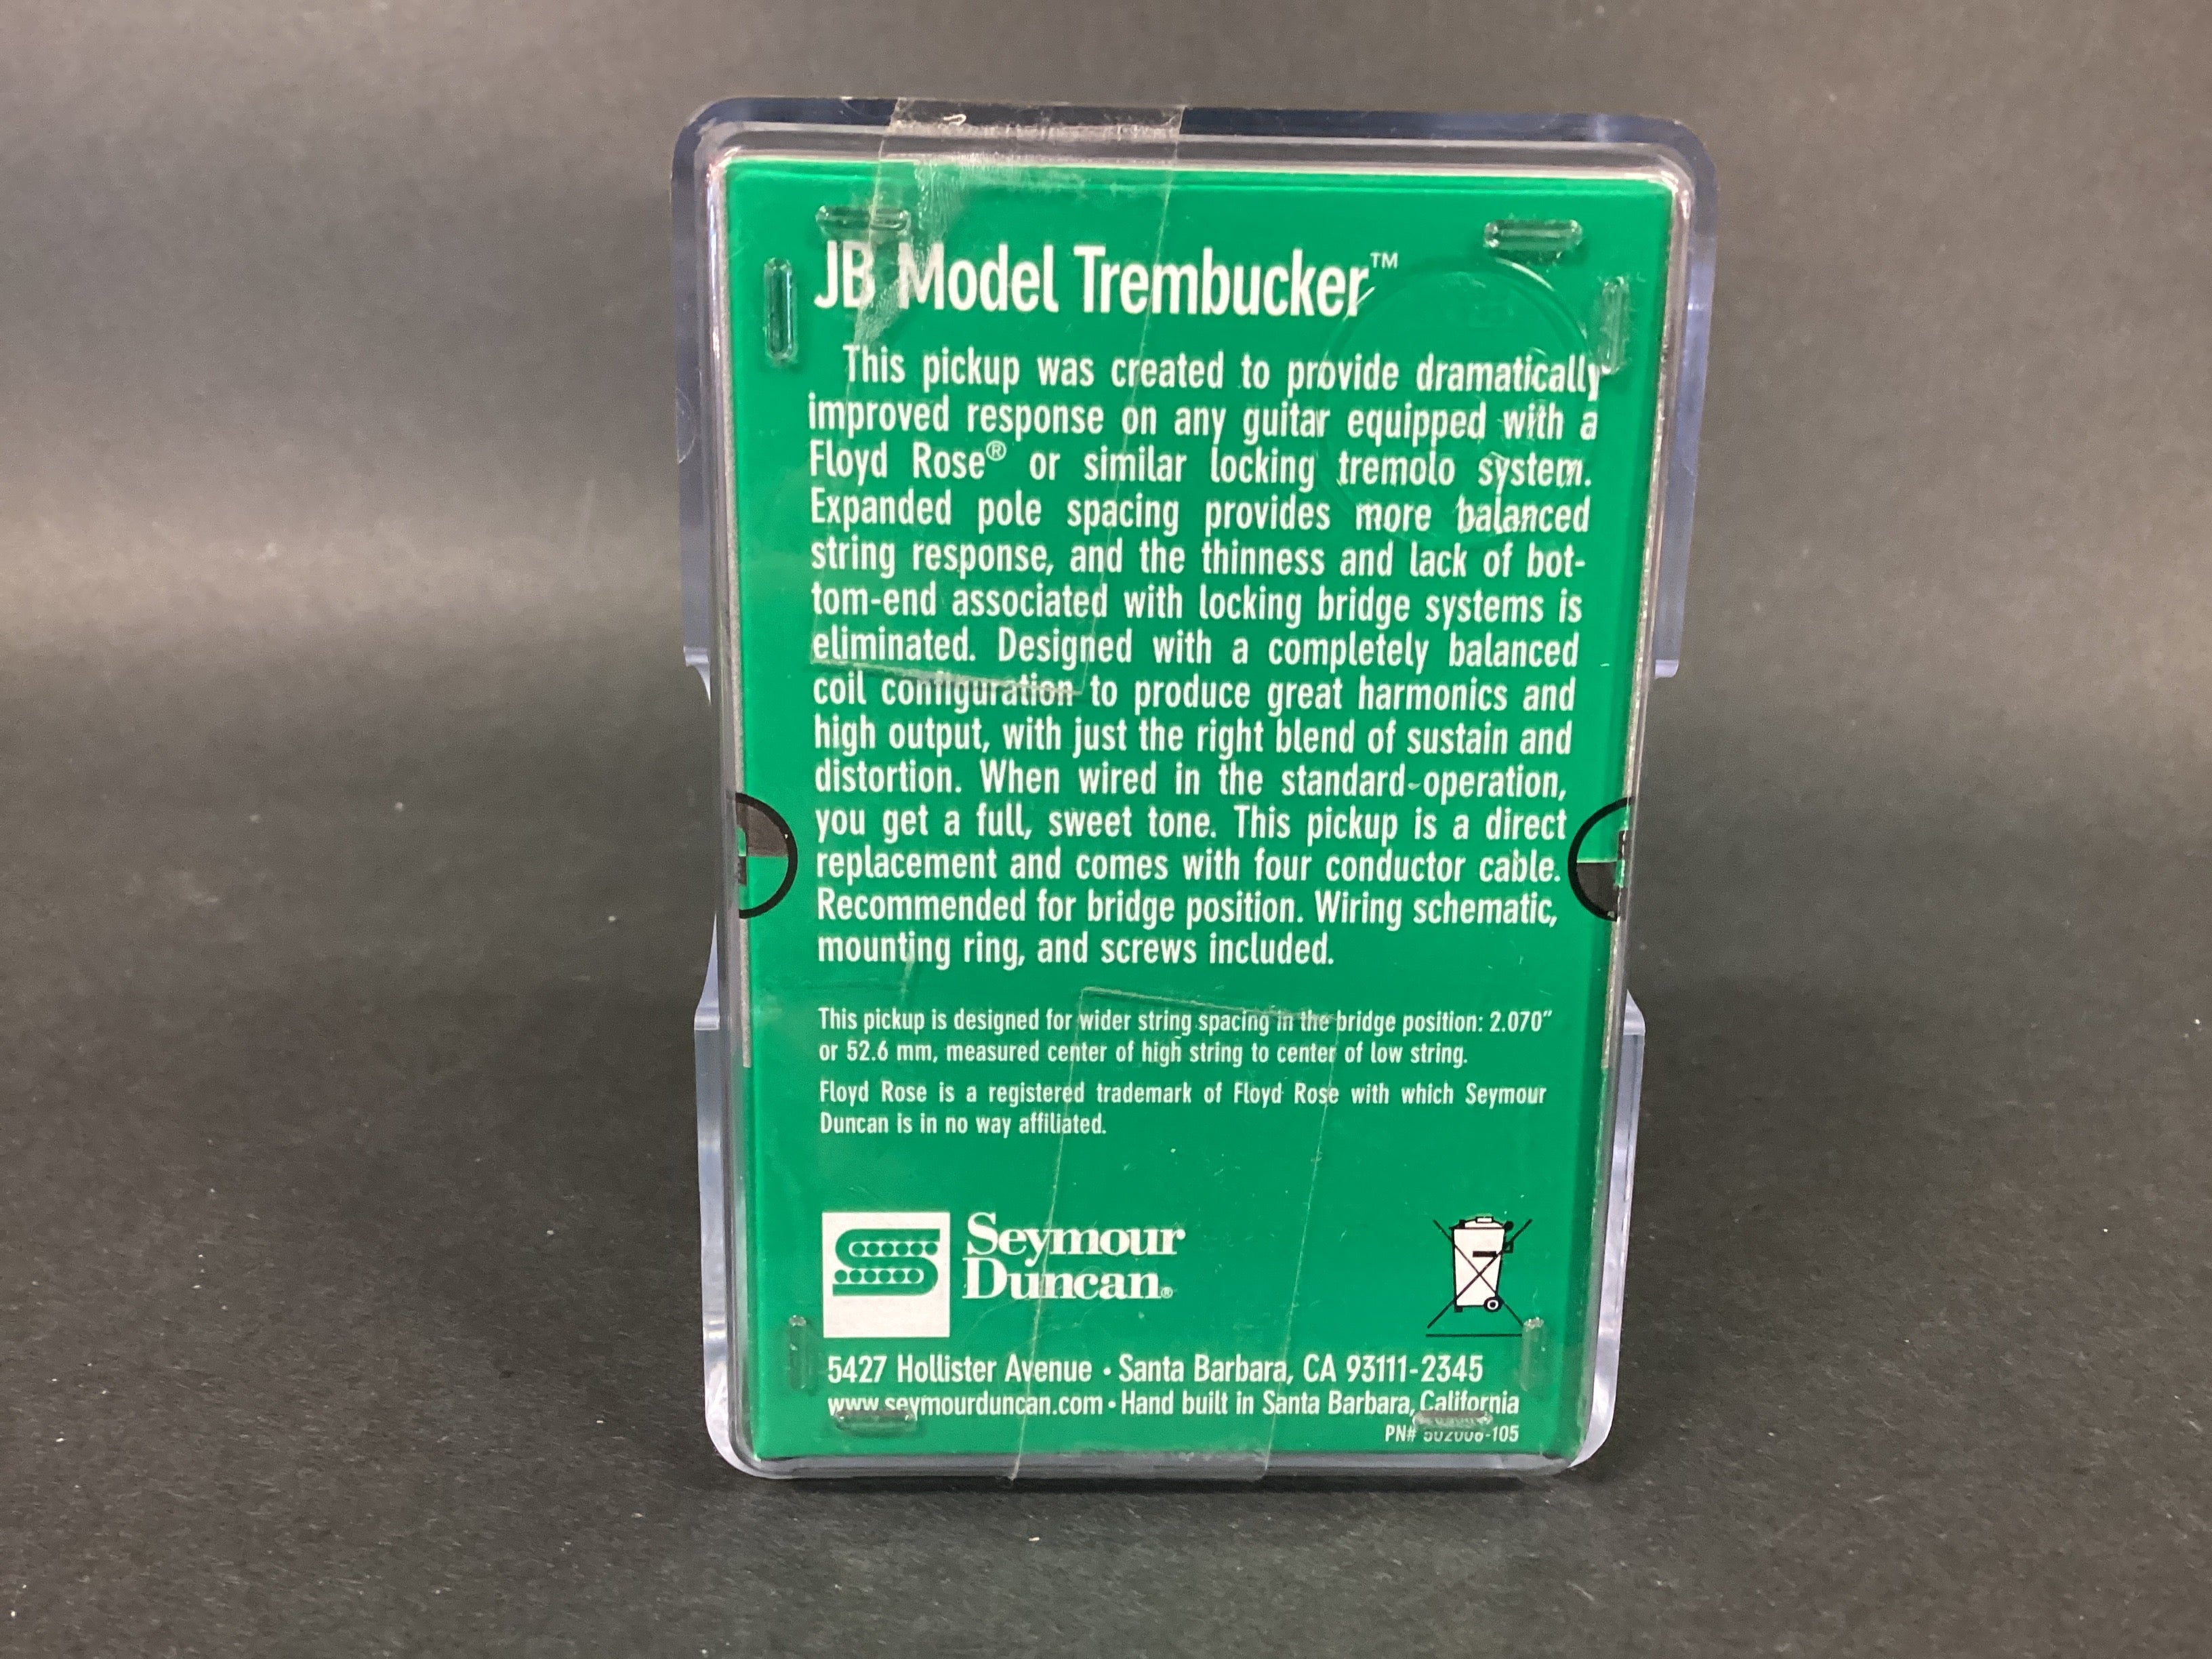 JB Model Trembucker™
This pickup was created to provide dramatically
improved response on any guitar equipped with a
Floyd Rose® or similar locking tremolo system.
Expanded pole spacing provides more balanced
string response, and the thinness and lack of bot-
tom-end associated with locking bridge systems is
eliminated. Designed with a completely balanced
coil configuration to produce great harmonics and
high output, with just the right blend of sustain and
distortion. When wired in the standard-operation,
you get a full, sweet tone. This pickup is a direct
replacement and comes with four conductor cable.
Recommended for bridge position. Wiring schematic,
mounting ring, and screws included.
This pickup is designed for wider string spacing in the bridge position: 2.070”
or 52.6 mm, measured center of high string to center of low string.
Floyd Rose is a registered trademark of Floyd Rose with which Seymour
Duncan is in no way affiliated.
Seymour
Duncan®
5427 Hollister Avenue • Santa Barbara, CA 93111-2345
www.seymourduncan.com • Hand built in Santa Barbara, California
PN#